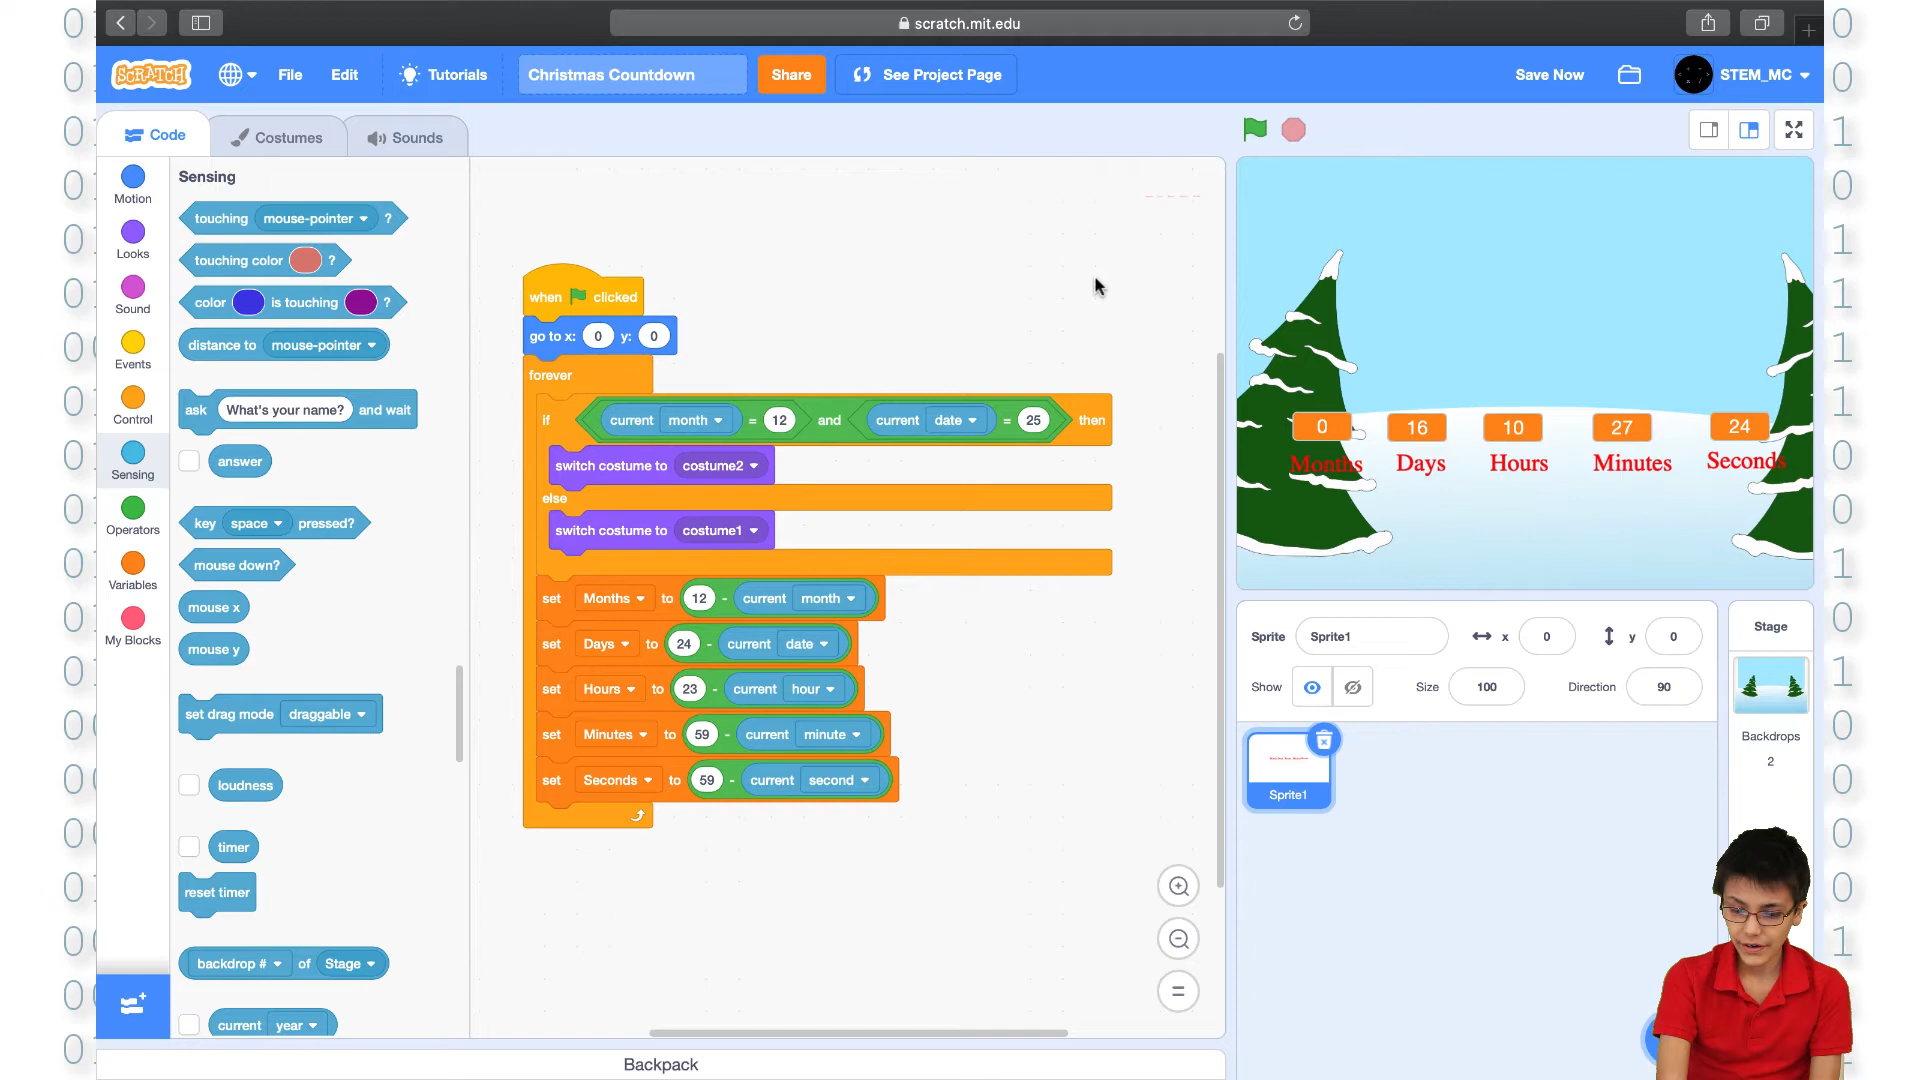 scratch.mit.edu
SCRATCH
File
Edit
Tutorials
Christmas Countdown
Share
See Project Page
Save Now
STEM_MC
Code
Costumes
Sounds
Motion
Looks
Sound
Events
Control
Sensing
Operators
Variables
My Blocks
Sensing
touching mouse-pointer ?
touching color ?
color is touching ?
distance to mouse-pointer
ask What's your name? and wait
answer
key space pressed?
mouse down?
mouse x
mouse y
set drag mode draggable
loudness
timer
reset timer
backdrop # of Stage
current year
when clicked
go to x: 0 y: 0
forever
if current month = 12 and current date = 25 then
switch costume to costume2
else
switch costume to costume1
set Months to 12 - current month
set Days to 24 - current date
set Hours to 23 - current hour
set Minutes to 59 - current minute
set Seconds to 59 - current second
Backpack
0 16 10 27 24
Months Days Hours Minutes Seconds
Sprite Sprite1 x 0 y 0
Show Size 100 Direction 90
Sprite1
Stage
Backdrops
2